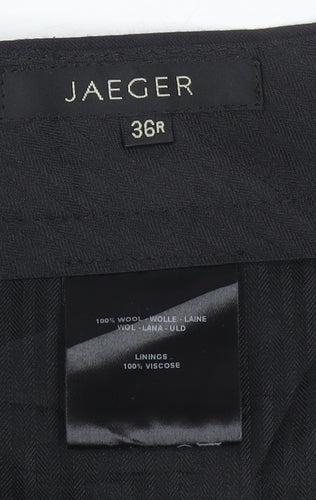 JAEGER
36R
100% WOOL - WOLLE - LAINE
WOL - LANA - ULD
LININGS
100% VISCOSE